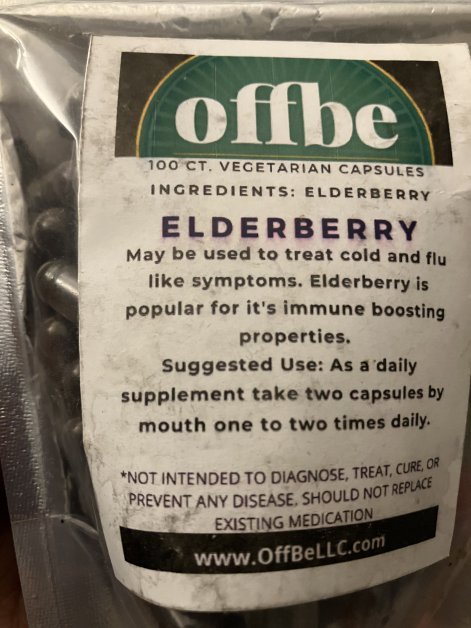 offbe
100 CT. VEGETARIAN CAPSULES
INGREDIENTS: ELDERBERRY
ELDERBERRY
May be used to treat cold and flu
like symptoms. Elderberry is
popular for it's immune boosting
properties.
Suggested Use: As a daily
supplement take two capsules by
mouth one to two times daily.
*NOT INTENDED TO DIAGNOSE, TREAT, CURE, OR
PREVENT ANY DISEASE, SHOULD NOT REPLACE
EXISTING MEDICATION
www.OffBeLLC.com